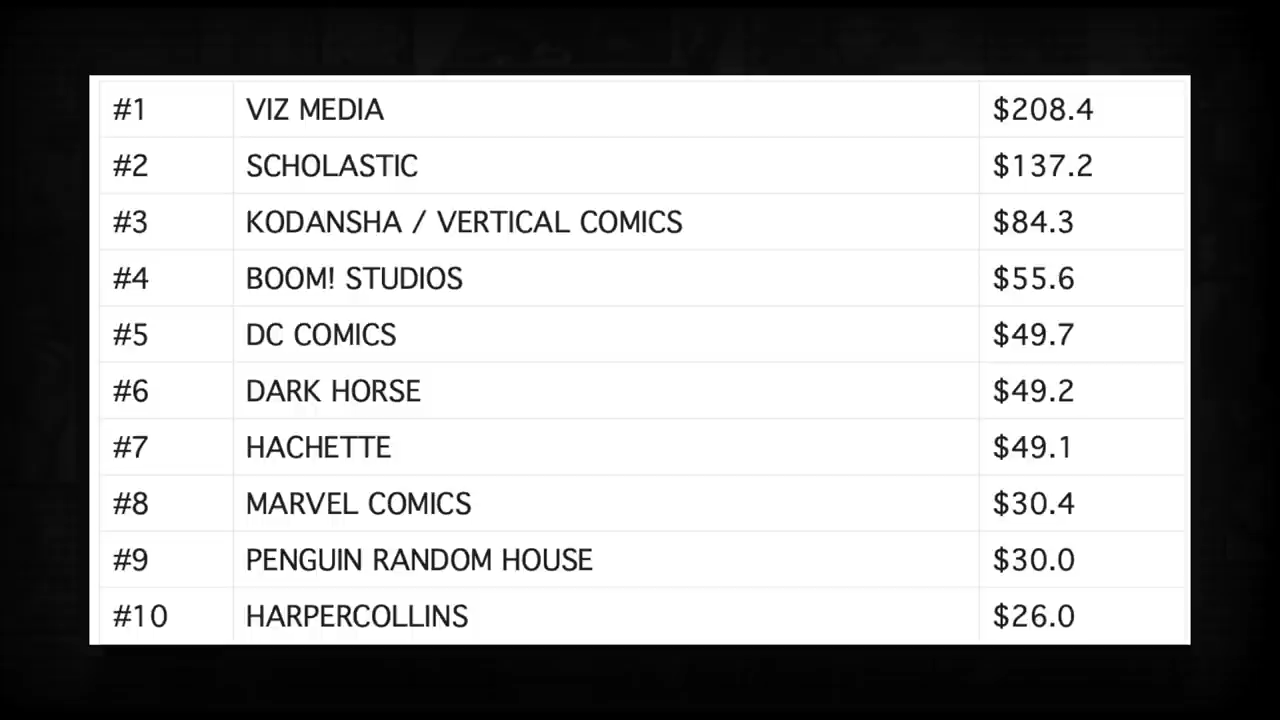 #1 VIZ MEDIA $208.4
#2 SCHOLASTIC $137.2
#3 KODANSHA / VERTICAL COMICS $84.3
#4 BOOM! STUDIOS $55.6
#5 DC COMICS $49.7
#6 DARK HORSE $49.2
#7 HACHETTE $49.1
#8 MARVEL COMICS $30.4
#9 PENGUIN RANDOM HOUSE $30.0
#10 HARPERCOLLINS $26.0